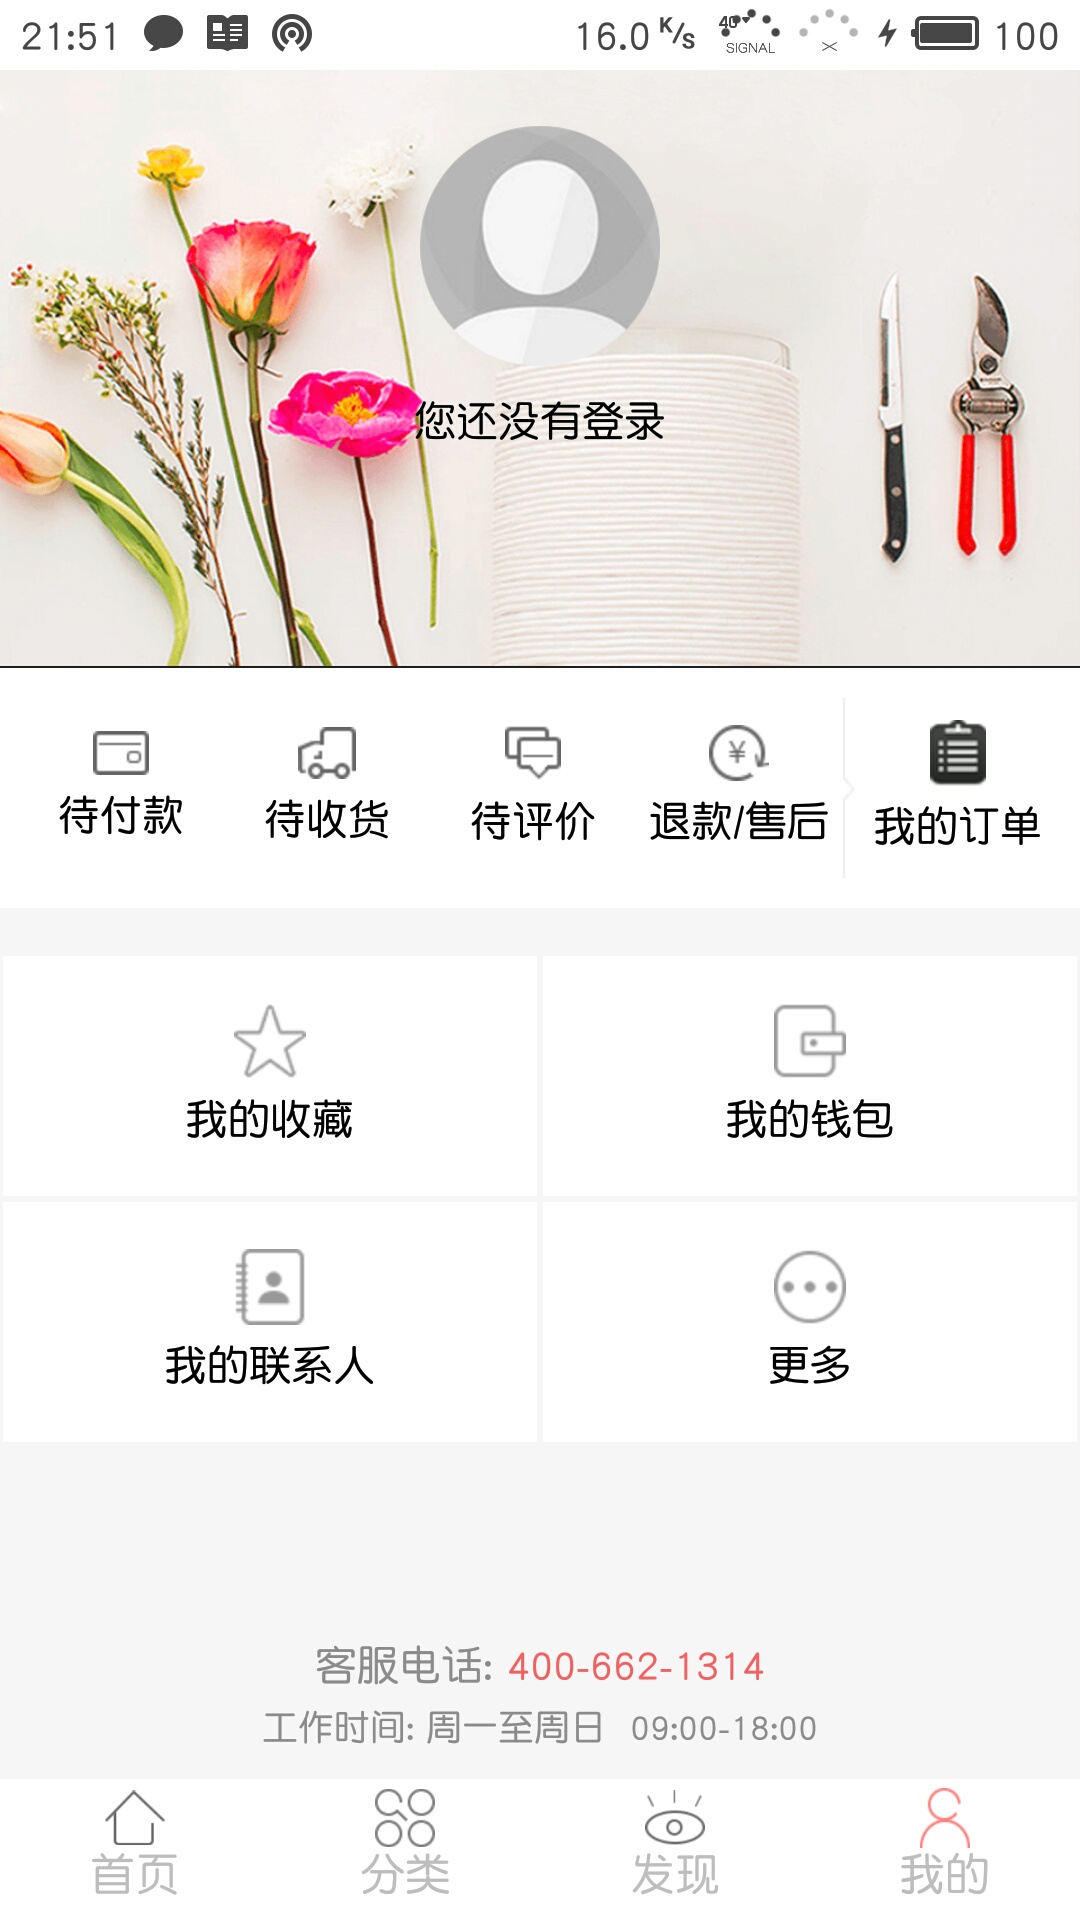 21:51 16.0 K/s 4G SIGNAL 100
您还没有登录
待付款 待收货 待评价 退款/售后 我的订单
我的收藏 我的钱包
我的联系人 更多
客服电话: 400-662-1314
工作时间: 周一至周日 09:00-18:00
首页 分类 发现 我的